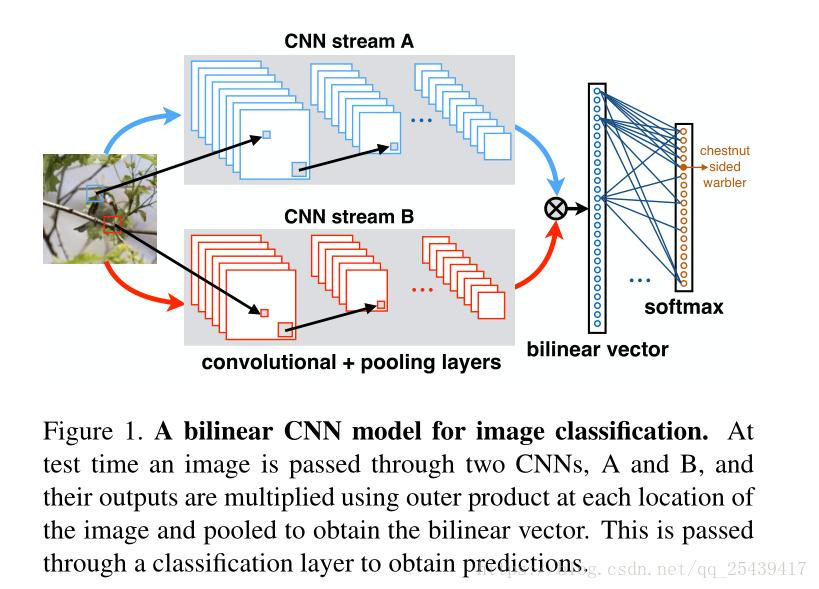 CNN stream A
chestnut
sided
warbler
CNN stream B
softmax
bilinear vector
convolutional + pooling layers
Figure 1. A bilinear CNN model for image classification. At
test time an image is passed through two CNNs, A and B, and
their outputs are multiplied using outer product at each location of
the image and pooled to obtain the bilinear vector. This is passed
through a classification layer to obtain predictions.
https://blog.csdn.net/qq_25439417